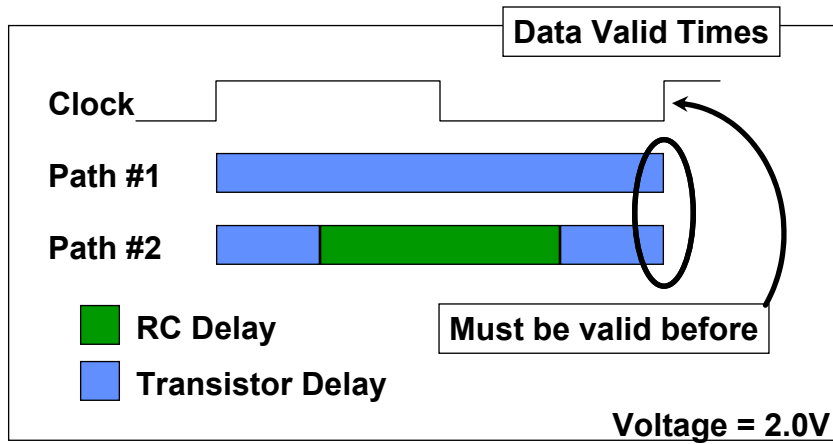 Data Valid Times
Clock
Path #1
Path #2
RC Delay
Must be valid before
Transistor Delay
Voltage = 2.0V